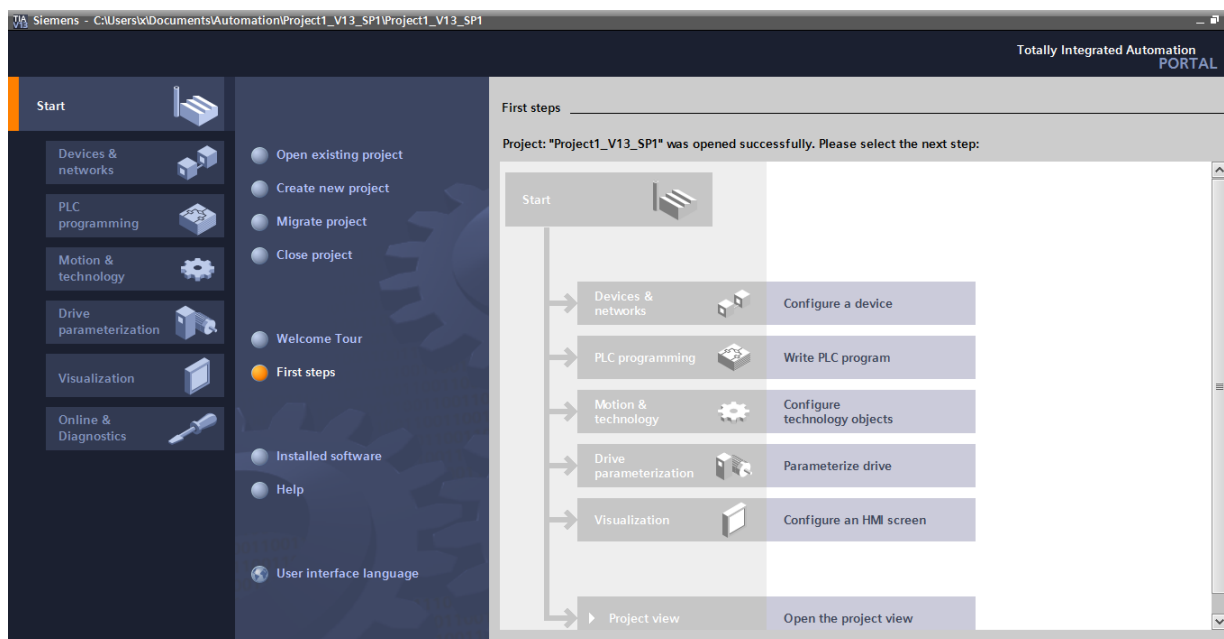 TIA V13 Siemens - C:\Users\x\Documents\Automation\Project1_V13_SP1\Project1_V13_SP1
Totally Integrated Automation
PORTAL
Start
Devices &
networks
PLC
programming
Motion &
technology
Drive
parameterization
Visualization
Online &
Diagnostics
Open existing project
Create new project
Migrate project
Close project
Welcome Tour
First steps
Installed software
Help
User interface language
First steps
Project: "Project1_V13_SP1" was opened successfully. Please select the next step:
Start
Devices &
networks
Configure a device
PLC programming
Write PLC program
Motion &
technology
Configure
technology objects
Drive
parameterization
Parameterize drive
Visualization
Configure an HMI screen
Project view
Open the project view